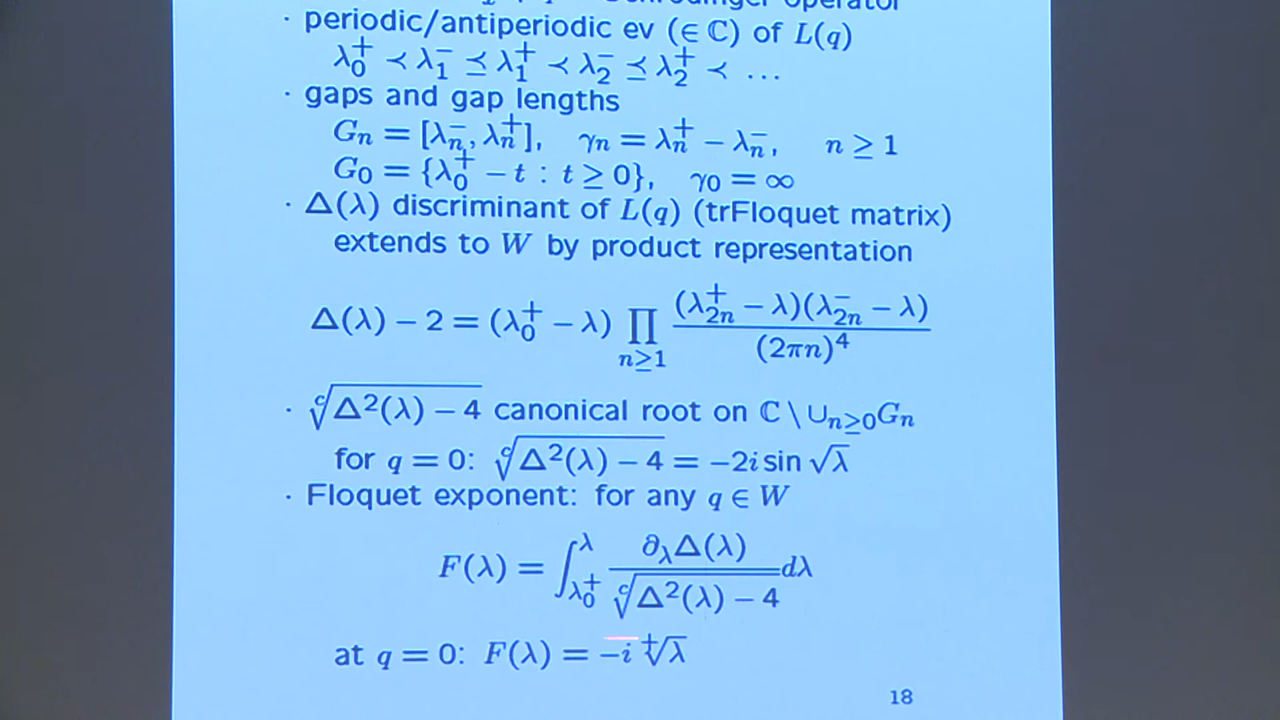 Schrödinger operator
· periodic/antiperiodic ev (∈ ℂ) of L(q)
λ₀⁺ ≺ λ₁⁻ ⪯ λ₁⁺ ≺ λ₂⁻ ⪯ λ₂⁺ ≺ ...
· gaps and gap lengths
Gₙ = [λₙ⁻, λₙ⁺], γₙ = λₙ⁺ − λₙ⁻, n ≥ 1
G₀ = {λ₀⁺ − t : t ≥ 0}, γ₀ = ∞
· Δ(λ) discriminant of L(q) (trFloquet matrix)
extends to W by product representation
Δ(λ) − 2 = (λ₀⁺ − λ) ∏_{n≥1} (λ₂ₙ⁺ − λ)(λ₂ₙ⁻ − λ) / (2πn)⁴
· ᶜ√(Δ²(λ) − 4) canonical root on ℂ \ ∪_{n≥0}Gₙ
for q = 0: ᶜ√(Δ²(λ) − 4) = −2i sin √λ
· Floquet exponent: for any q ∈ W
F(λ) = ∫_{λ₀⁺}^{λ} ∂_λΔ(λ) / ᶜ√(Δ²(λ) − 4) dλ
at q = 0: F(λ) = −i ⁺√λ
18